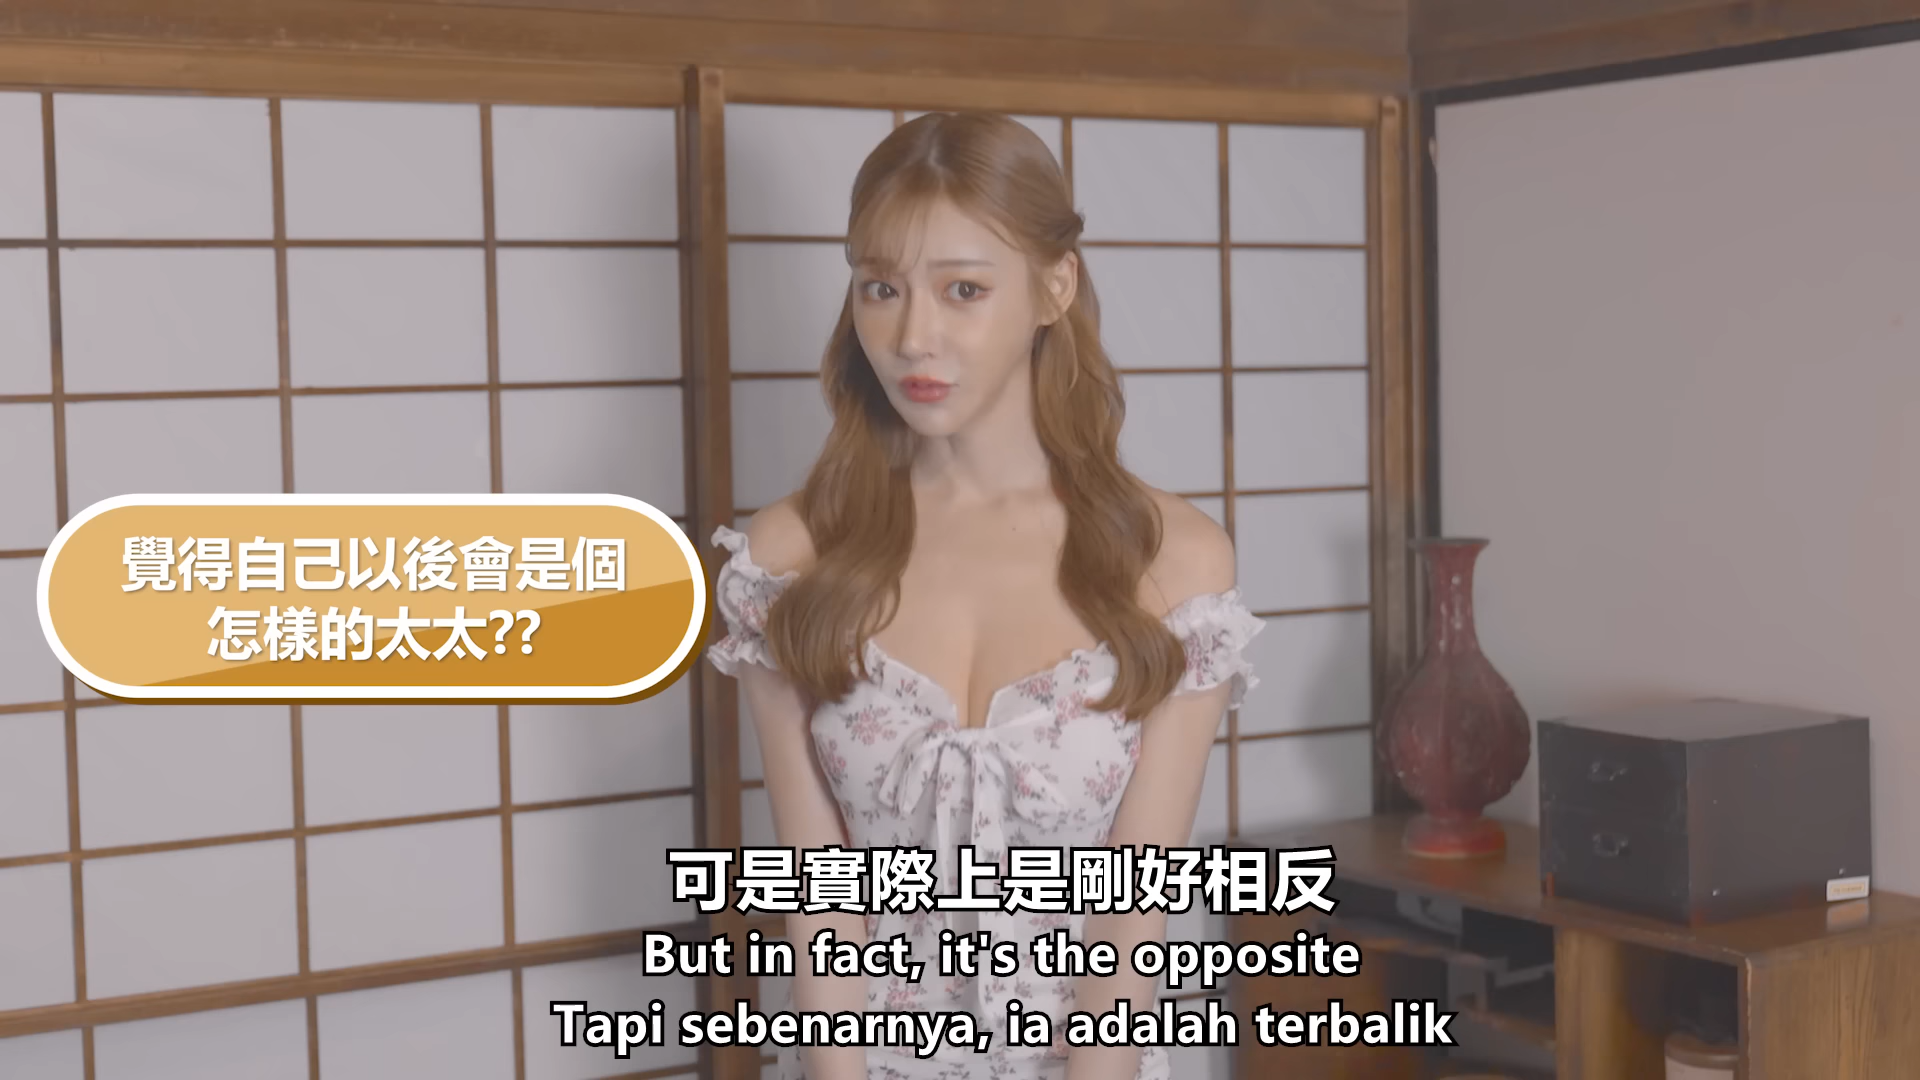 覺得自己以後會是個
怎樣的太太??
可是實際上是剛好相反
But in fact, it's the opposite
Tapi sebenarnya, ia adalah terbalik